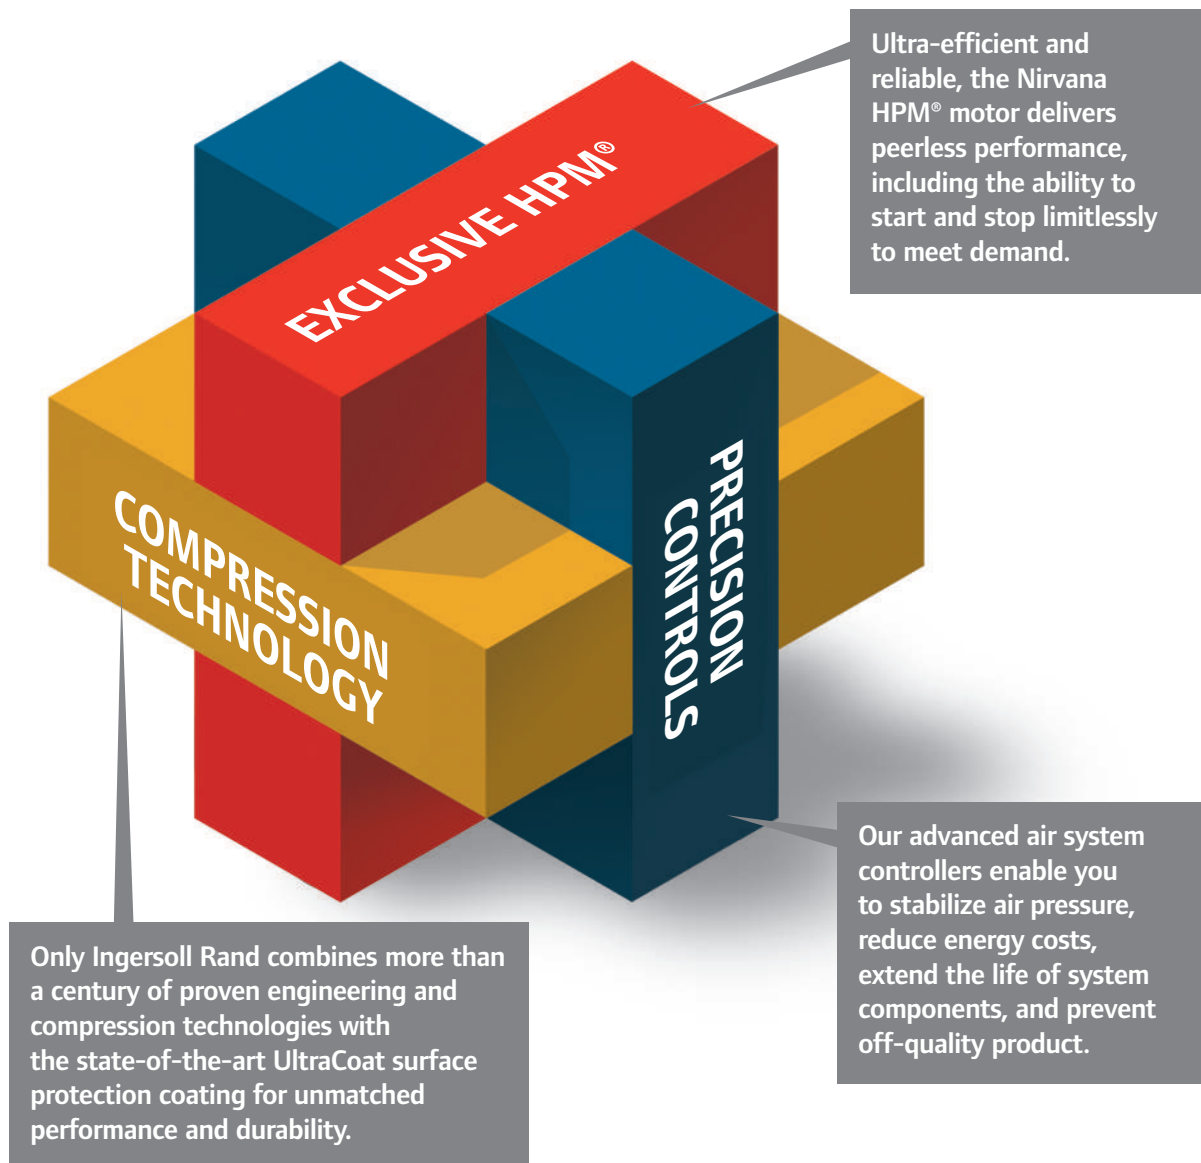 Ultra-efficient and
reliable, the Nirvana
HPM® motor delivers
peerless performance,
including the ability to
start and stop limitlessly
to meet demand.
EXCLUSIVE HPM®
COMPRESSION
TECHNOLOGY
PRECISION
CONTROLS
Our advanced air system
controllers enable you
to stabilize air pressure,
reduce energy costs,
extend the life of system
components, and prevent
off-quality product.
Only Ingersoll Rand combines more than
a century of proven engineering and
compression technologies with
the state-of-the-art UltraCoat surface
protection coating for unmatched
performance and durability.